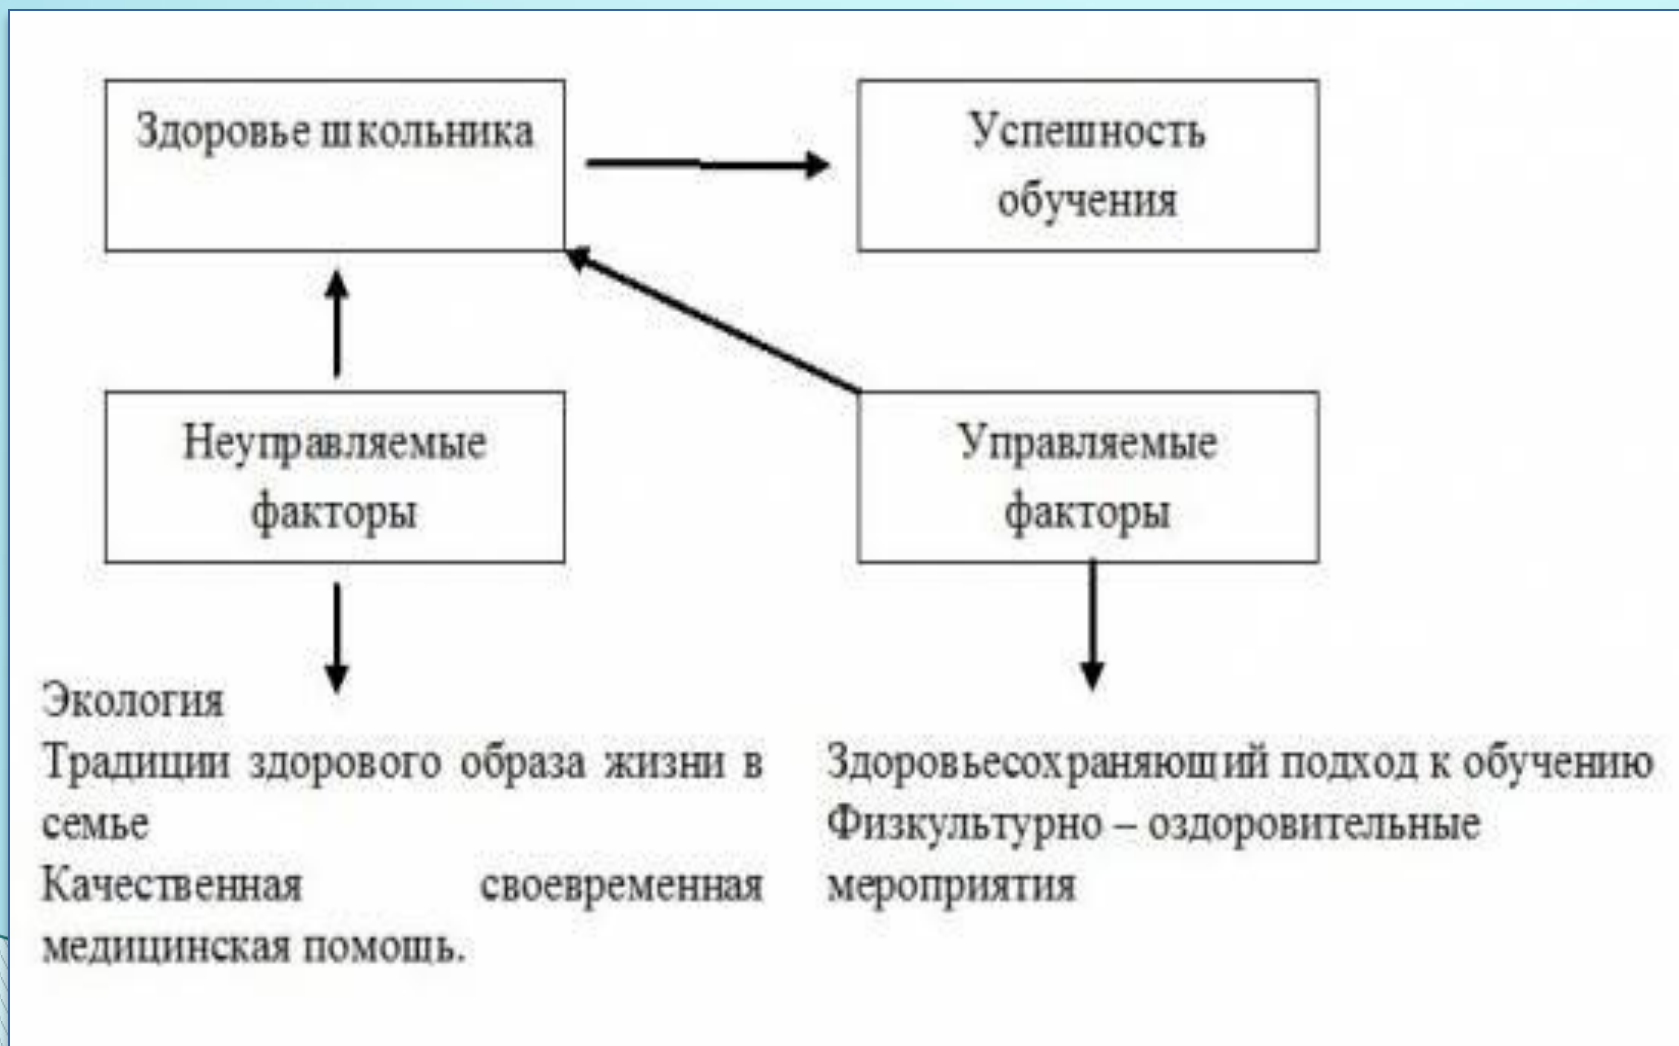 Здоровье школьника
Успешность
обучения
Неуправляемые
факторы
Управляемые
факторы
Экология
Традиции здорового образа жизни в
семье
Качественная своевременная
медицинская помощь.
Здоровьесохраняющий подход к обучению
Физкультурно – оздоровительные
мероприятия